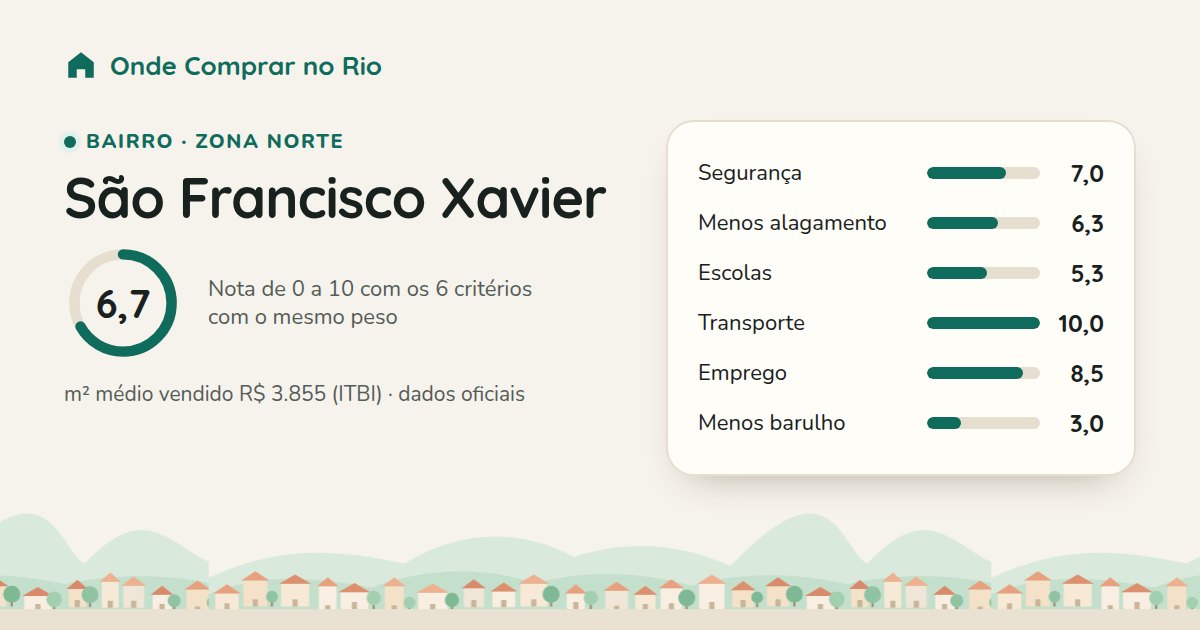 Onde Comprar no Rio
BAIRRO · ZONA NORTE
São Francisco Xavier
6,7
Nota de 0 a 10 com os 6 critérios
com o mesmo peso
m² médio vendido R$ 3.855 (ITBI) · dados oficiais
Segurança 7,0
Menos alagamento 6,3
Escolas 5,3
Transporte 10,0
Emprego 8,5
Menos barulho 3,0